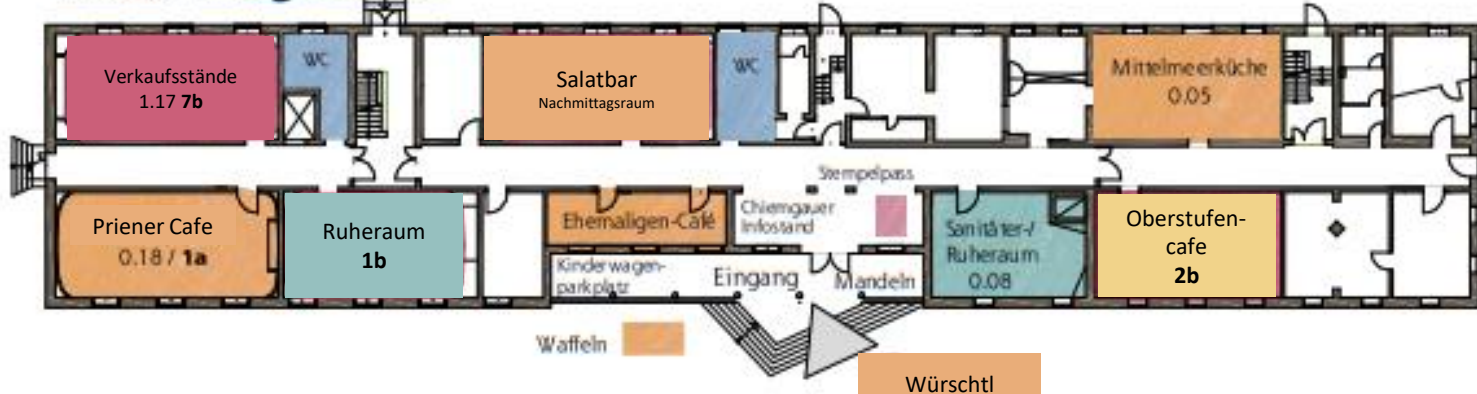 Verkaufsstände
1.17 7b
WC
Salatbar
Nachmittagsraum
WC
Mittelmeerküche
0.05
Stempelpass
Priener Cafe
0.18 / 1a
Ruheraum
1b
Ehemaligen-Café
Chiemgauer
Infostand
Sanitäter-/
Ruheraum
0.08
Oberstufen-
cafe
2b
Kinderwagen-
parkplatz
Eingang
Mandeln
Waffeln
Würschtl